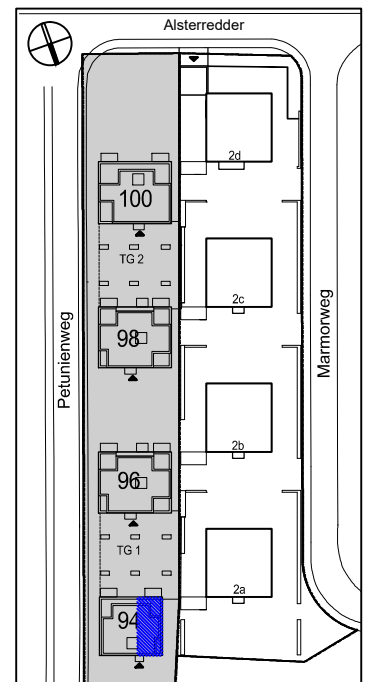 Alsterredder
2d
100
TG 2
2c
98
Petunienweg
Marmorweg
2b
96
TG 1
2a
94